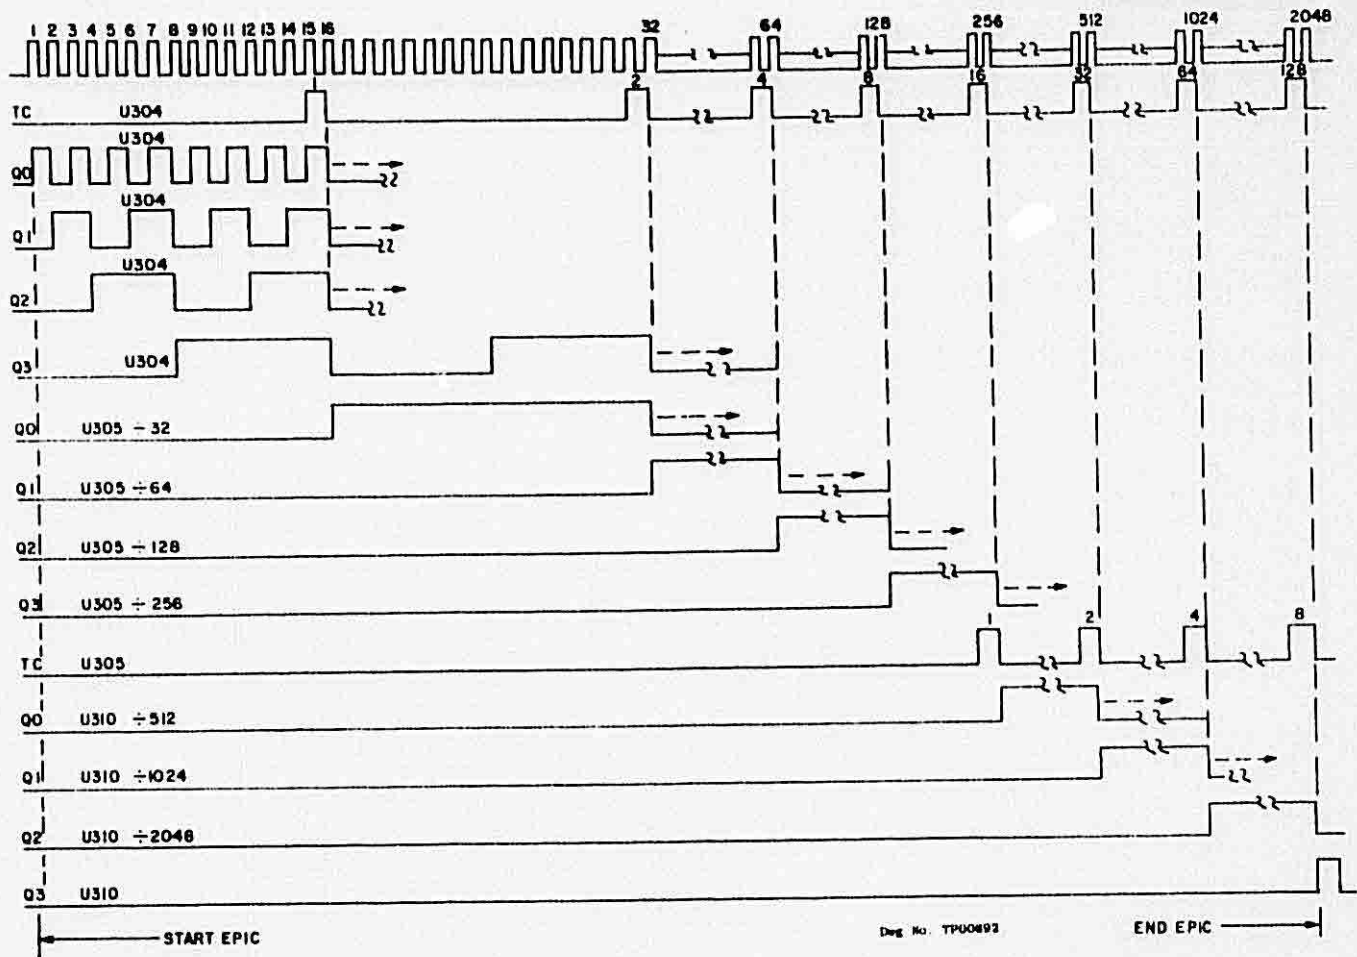 1 2 3 4 5 6 7 8 9 10 11 12 13 14 15 16 32 64 128 256 512 1024 2048
TC U304 1 2 4 8 16 32 64 128
U304
Q0
U304
Q1
U304
Q2
Q3 U304
Q0 U305 ÷32
Q1 U305 ÷64
Q2 U305 ÷128
Q3 U305 ÷256
TC U305 1 2 4 8
Q0 U310 ÷512
Q1 U310 ÷1024
Q2 U310 ÷2048
Q3 U310
START EPIC
END EPIC
Dwg No.